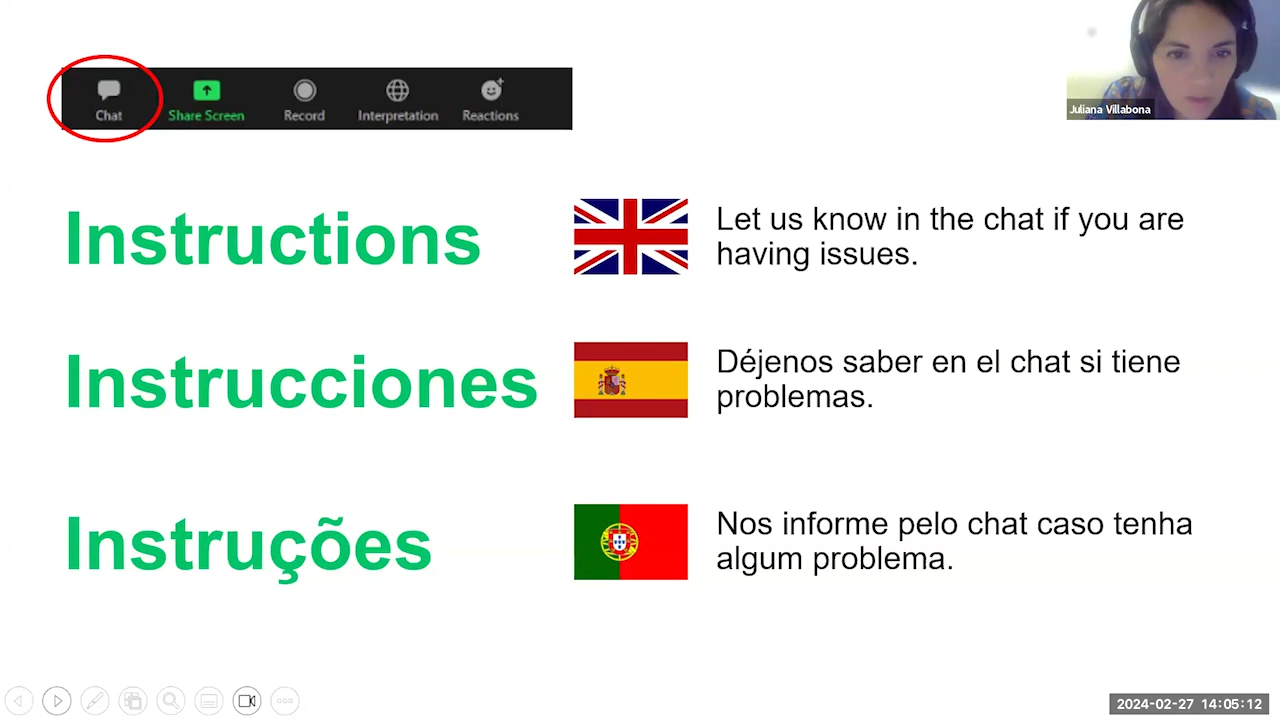 Chat
Share Screen
Record
Interpretation
Reactions
Juliana Villabona
Instructions
Let us know in the chat if you are
having issues.
Instrucciones
Déjenos saber en el chat si tiene
problemas.
Instruções
Nos informe pelo chat caso tenha
algum problema.
2024-02-27 14:05:12